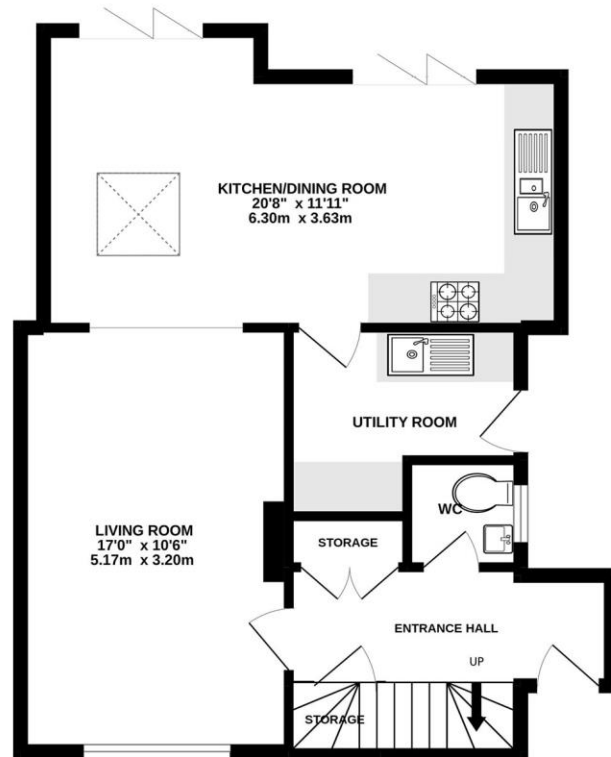 KITCHEN/DINING ROOM
20'8" x 11'11"
6.30m x 3.63m
UTILITY ROOM
WC
LIVING ROOM
17'0" x 10'6"
5.17m x 3.20m
STORAGE
ENTRANCE HALL
UP
STORAGE